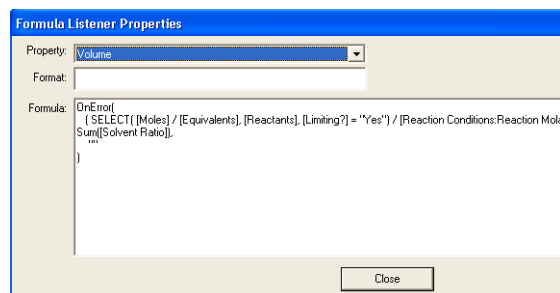 Formula Listener Properties
Property: Volume
Format:
Formula: OnError(
( SELECT( [Moles] / [Equivalents], [Reactants], [Limiting?] = "Yes") / [Reaction Conditions:Reaction
Sum([Solvent Ratio]),
""
)
Close